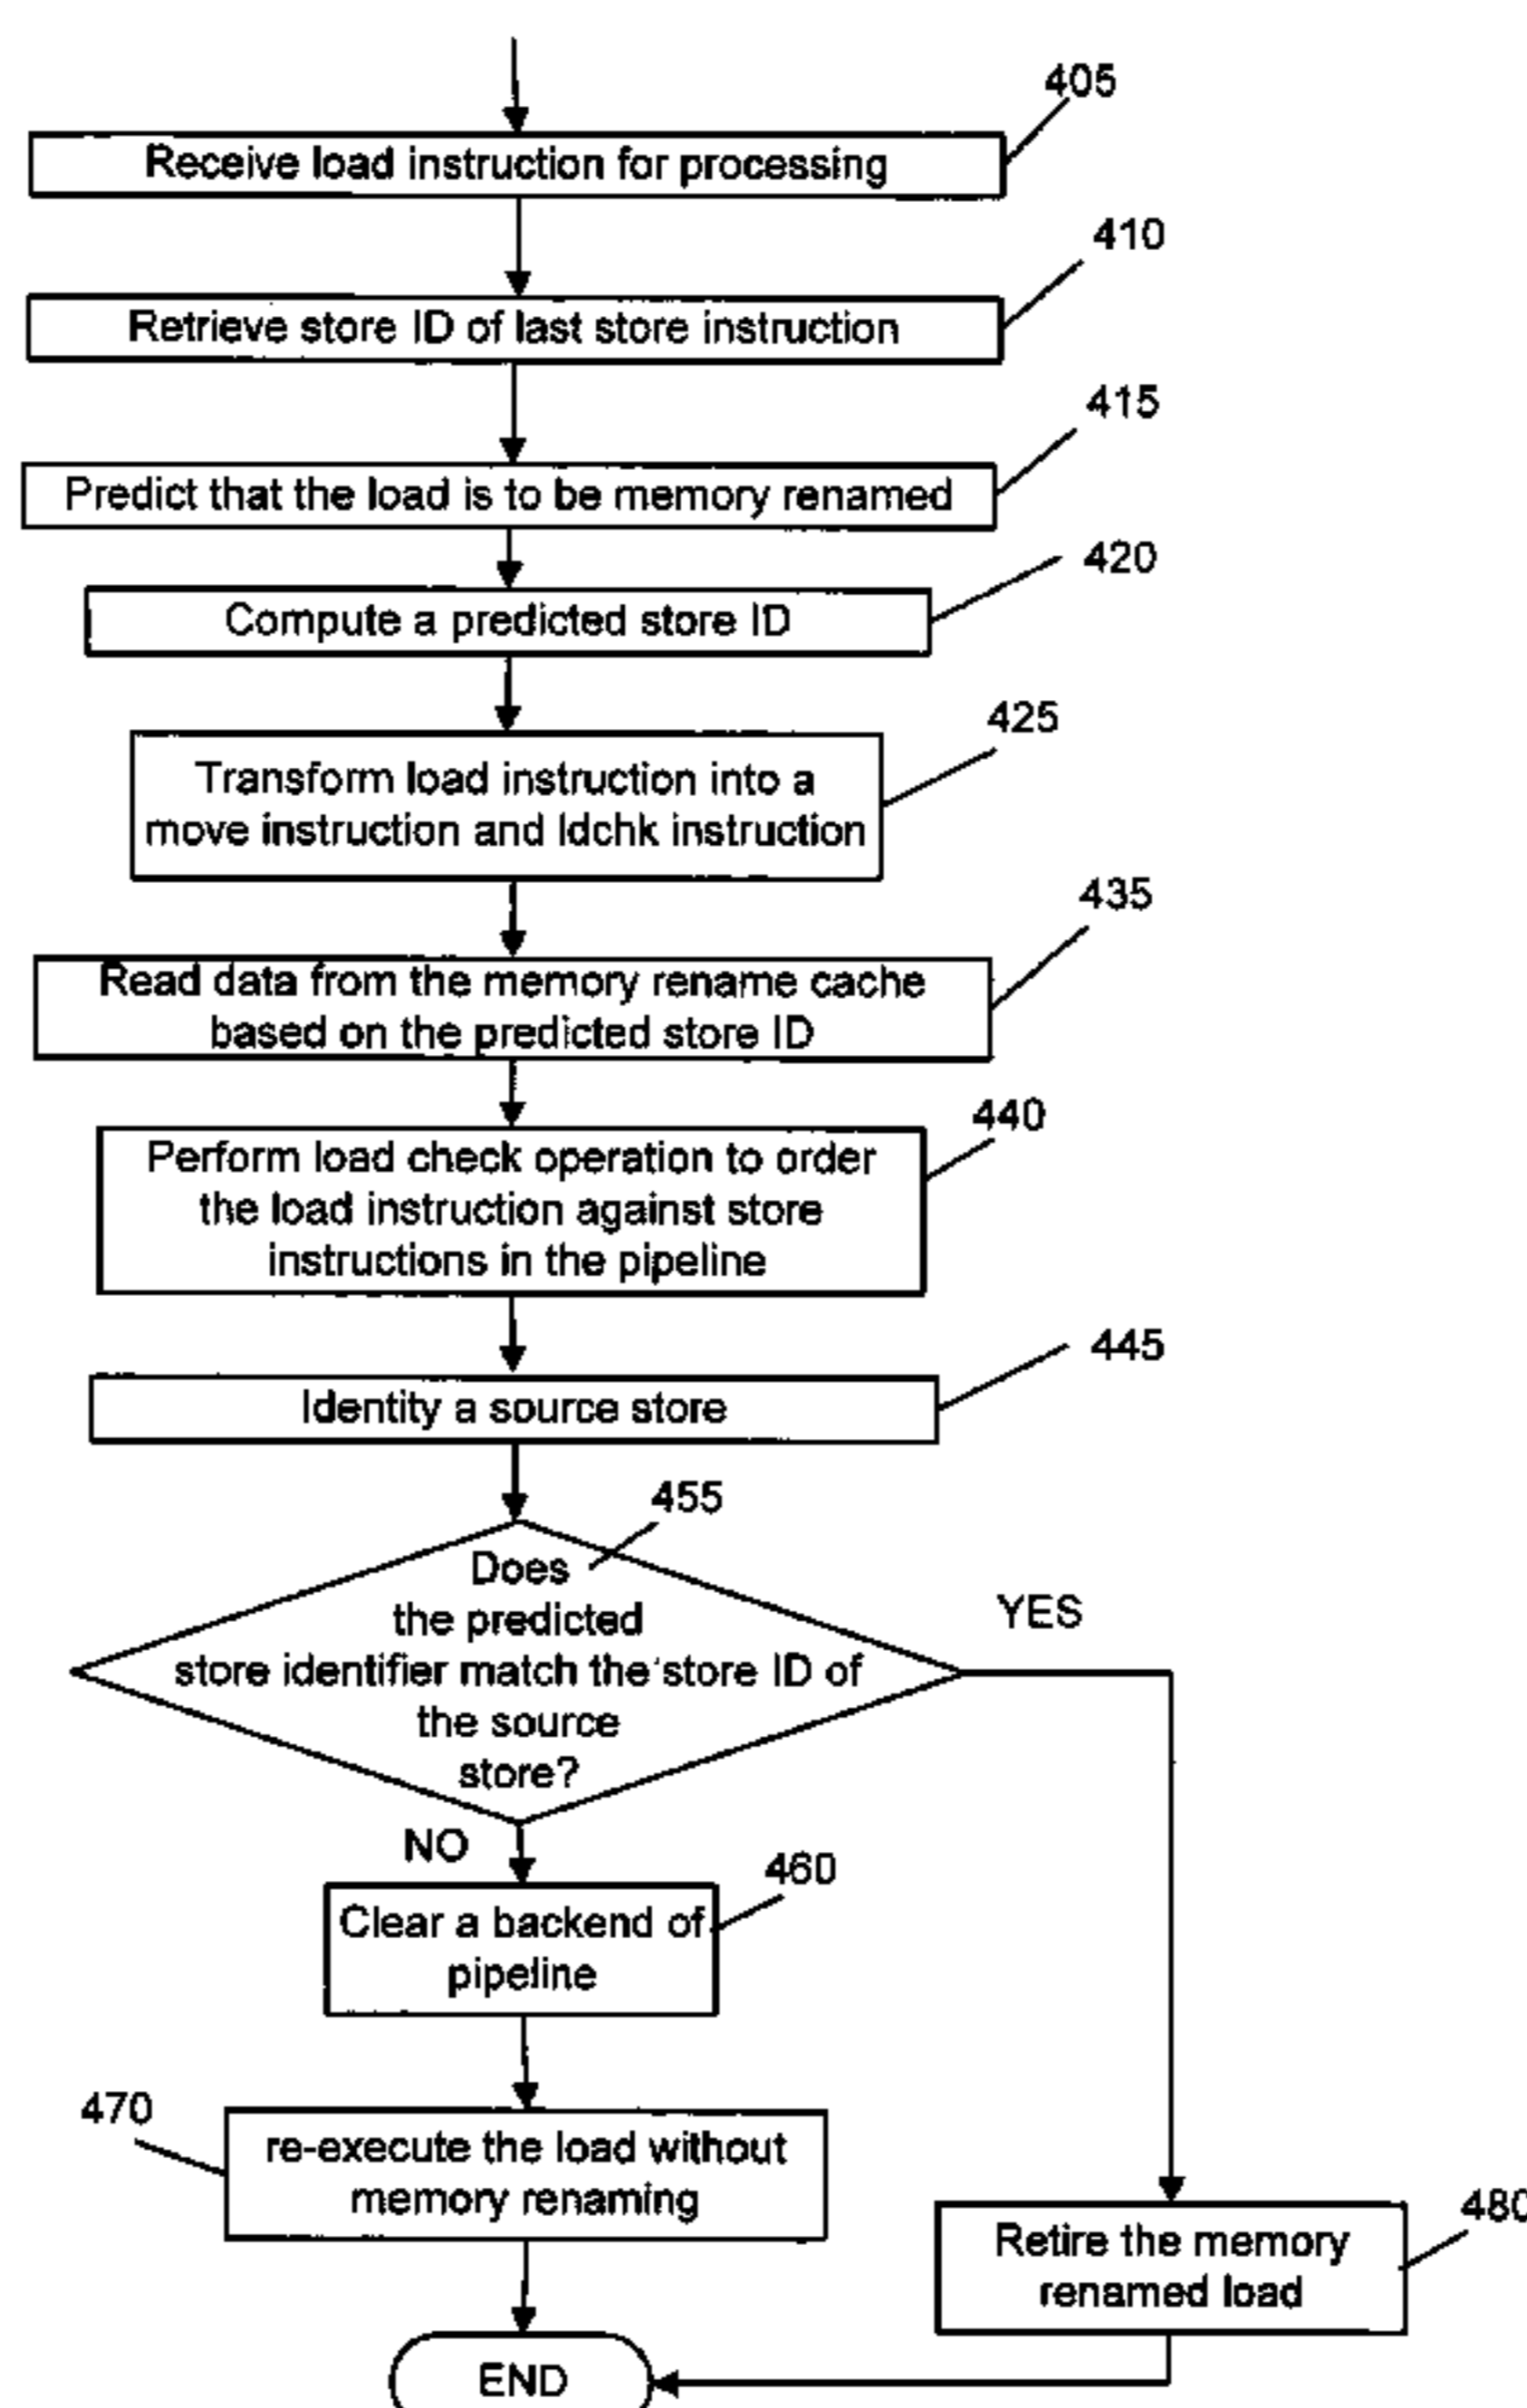 405
Receive load instruction for processing
410
Retrieve store ID of last store instruction
415
Predict that the load is to be memory renamed
420
Compute a predicted store ID
425
Transform load instruction into a
move instruction and ldchk instruction
435
Read data from the memory rename cache
based on the predicted store ID
440
Perform load check operation to order
the load instruction against store
instructions in the pipeline
445
Identity a source store
455
Does
the predicted
store identifier match the store ID of
the source
store?
YES
NO
460
Clear a backend of
pipeline
470
re-execute the load without
memory renaming
480
Retire the memory
renamed load
END